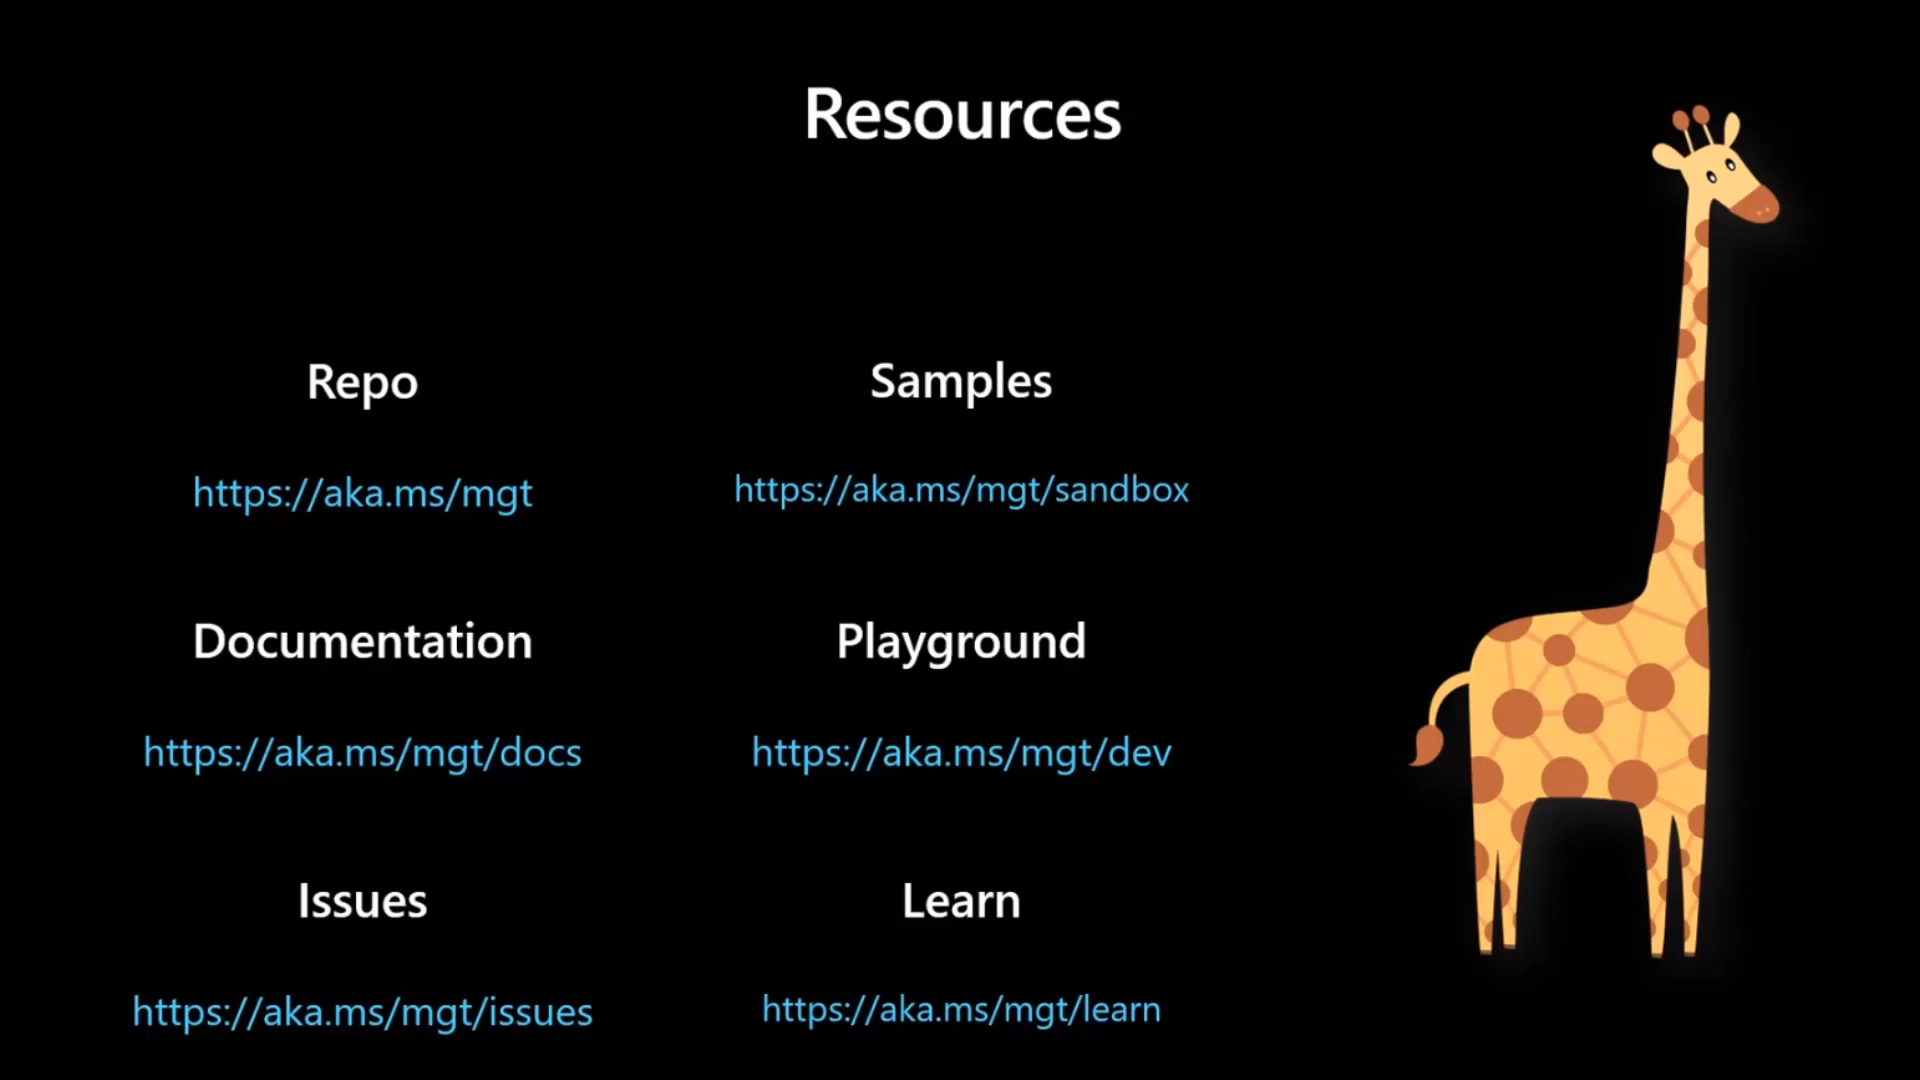 Resources
Repo
https://aka.ms/mgt
Samples
https://aka.ms/mgt/sandbox
Documentation
https://aka.ms/mgt/docs
Playground
https://aka.ms/mgt/dev
Issues
https://aka.ms/mgt/issues
Learn
https://aka.ms/mgt/learn